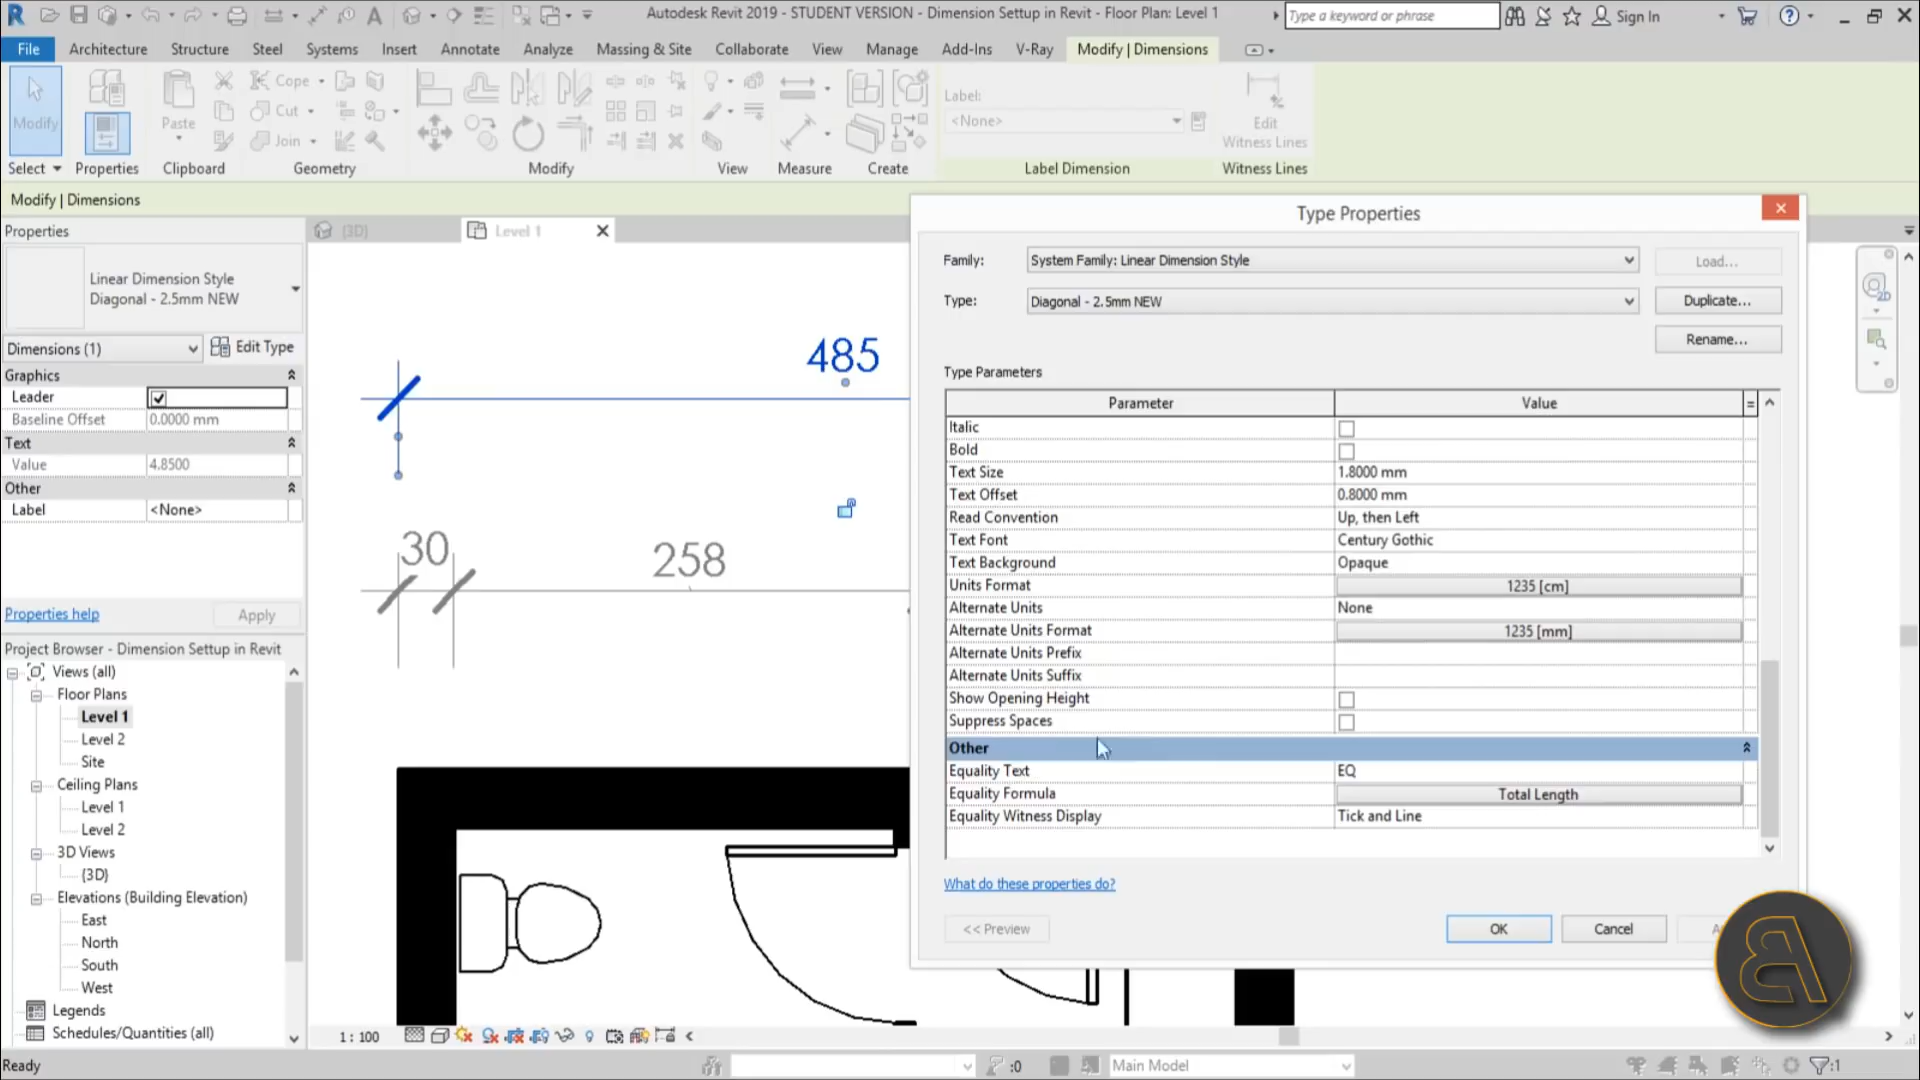 Autodesk Revit 2019 - STUDENT VERSION - Dimension Setup in Revit - Floor Plan: Level 1
Type a keyword or phrase
Sign In
File
Architecture
Structure
Steel
Systems
Insert
Annotate
Analyze
Massing & Site
Collaborate
View
Manage
Add-Ins
V-Ray
Modify | Dimensions
Modify
Paste
Cope
Cut
Join
Label:
<None>
Edit
Witness Lines
Select
Properties
Clipboard
Geometry
Modify
View
Measure
Create
Label Dimension
Witness Lines
Modify | Dimensions
Properties
Linear Dimension Style
Diagonal - 2.5mm NEW
Dimensions (1)
Edit Type
Graphics
Leader
Baseline Offset 0.0000 mm
Text
Value 4.8500
Other
Label <None>
Properties help
Apply
Project Browser - Dimension Settup in Revit
Views (all)
Floor Plans
Level 1
Level 2
Site
Ceiling Plans
Level 1
Level 2
3D Views
{3D}
Elevations (Building Elevation)
East
North
South
West
Legends
Schedules/Quantities (all)
{3D}
Level 1
485
30
258
2D
Type Properties
Family: System Family: Linear Dimension Style
Load...
Type: Diagonal - 2.5mm NEW
Duplicate...
Rename...
Type Parameters
Parameter Value =
Italic
Bold
Text Size 1.8000 mm
Text Offset 0.8000 mm
Read Convention Up, then Left
Text Font Century Gothic
Text Background Opaque
Units Format 1235 [cm]
Alternate Units None
Alternate Units Format 1235 [mm]
Alternate Units Prefix
Alternate Units Suffix
Show Opening Height
Suppress Spaces
Other
Equality Text EQ
Equality Formula Total Length
Equality Witness Display Tick and Line
What do these properties do?
<< Preview
OK
Cancel
1 : 100
Ready
:0
Main Model
:1